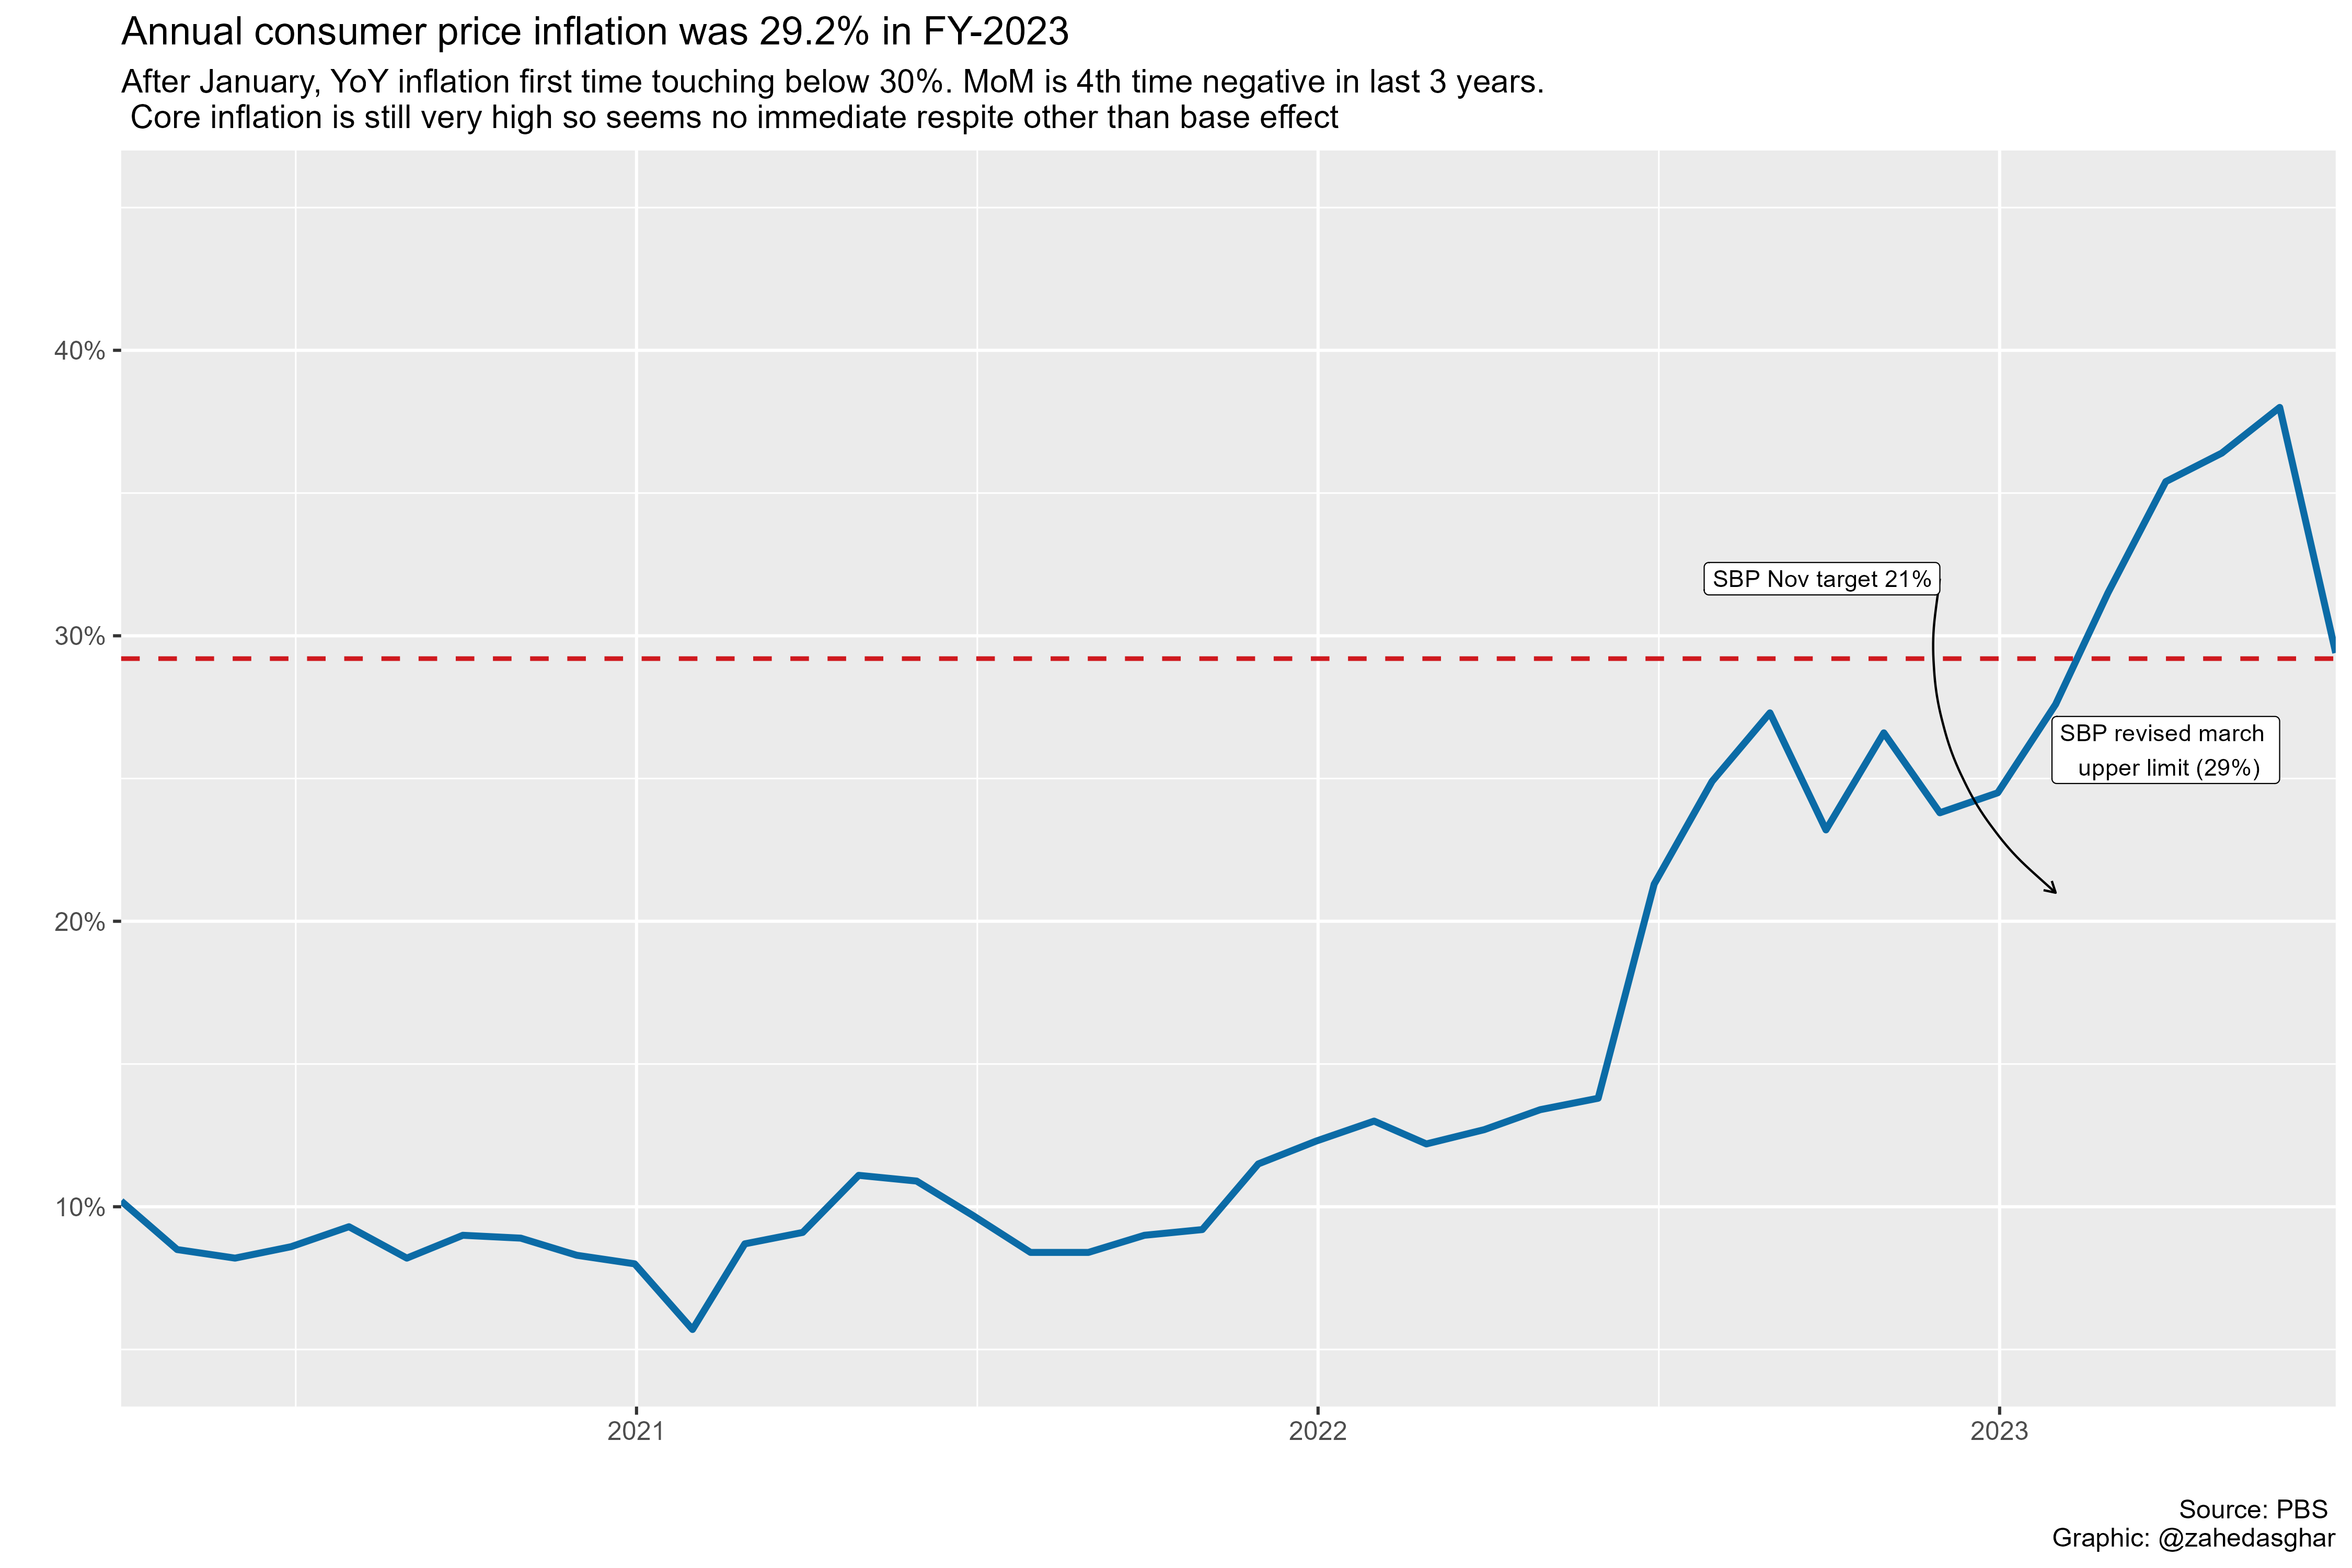 Annual consumer price inflation was 29.2% in FY-2023
After January, YoY inflation first time touching below 30%. MoM is 4th time negative in last 3 years.
Core inflation is still very high so seems no immediate respite other than base effect
40%
30%
20%
10%
SBP Nov target 21%
SBP revised march
upper limit (29%)
2021
2022
2023
Source: PBS
Graphic: @zahedasghar